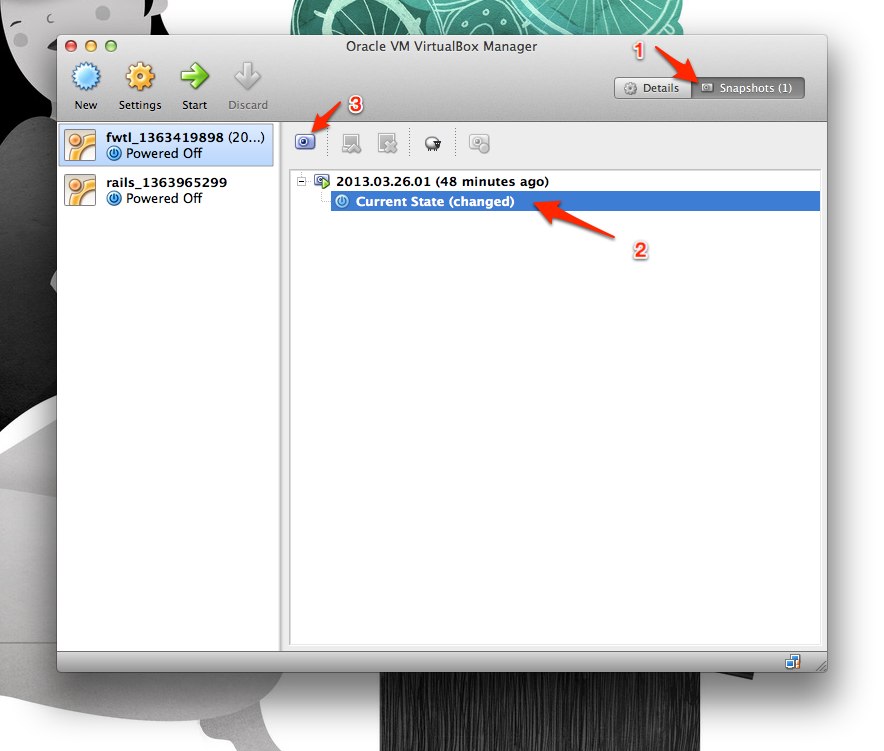 Oracle VM VirtualBox Manager
1
New
Settings
Start
Discard
Details
Snapshots (1)
3
fwtl_1363419898 (20...)
Powered Off
rails_1363965299
Powered Off
2013.03.26.01 (48 minutes ago)
Current State (changed)
2